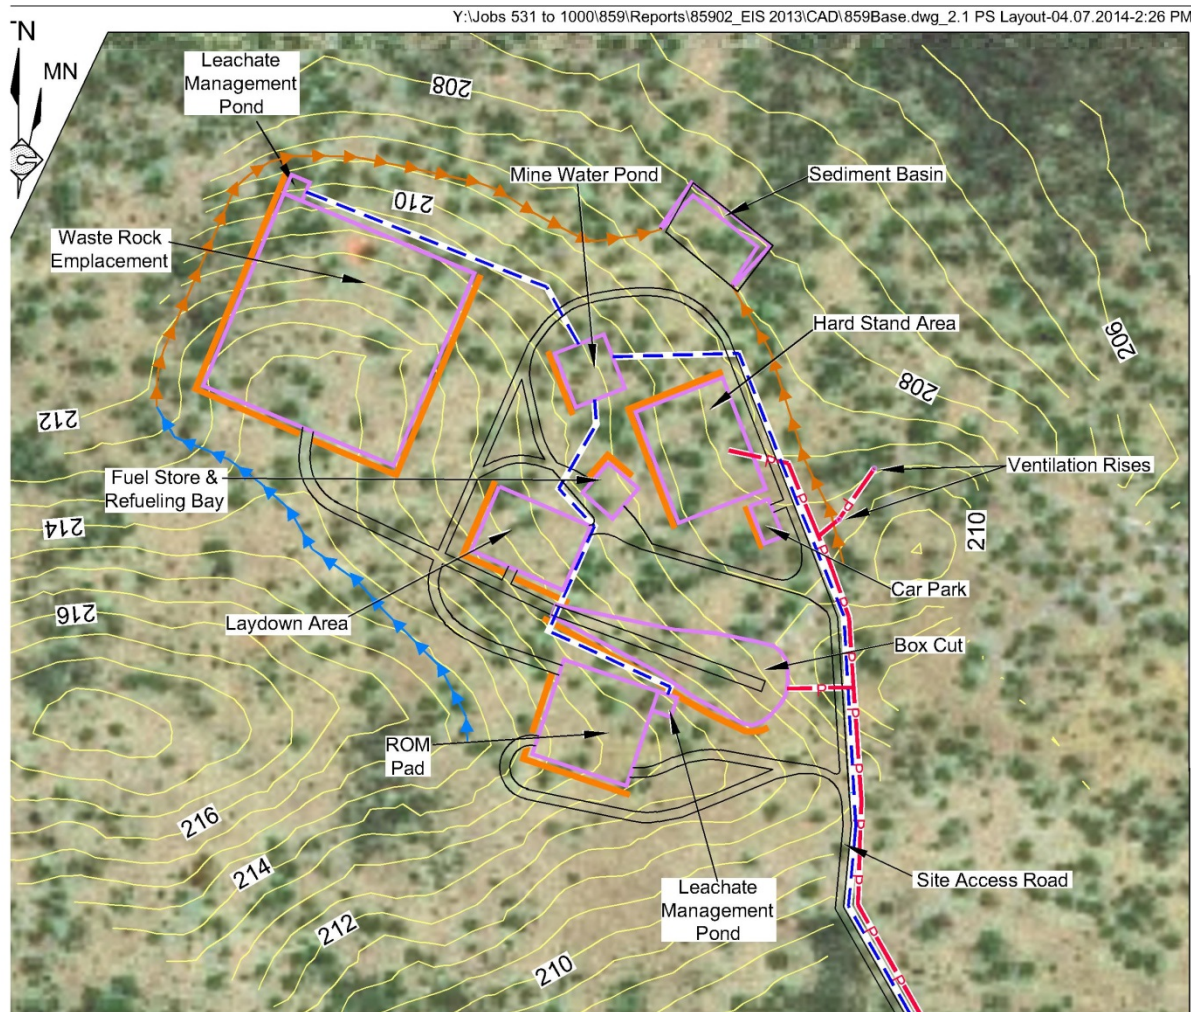 Y:\Jobs 531 to 1000\859\Reports\85902_EIS 2013\CAD\859Base.dwg_2.1 PS Layout-04.07.2014-2:26 PM
N
MN
Leachate
Management
Pond
208
Mine Water Pond
Sediment Basin
210
Waste Rock
Emplacement
Hard Stand Area
206
208
212
Fuel Store &
Refueling Bay
Ventilation Rises
P
P
P
214
210
P
Car Park
P
216
Laydown Area
Box Cut
P
P
P
ROM
Pad
P
216
P
214
P
Site Access Road
Leachate
Management
Pond
212
P
210
P